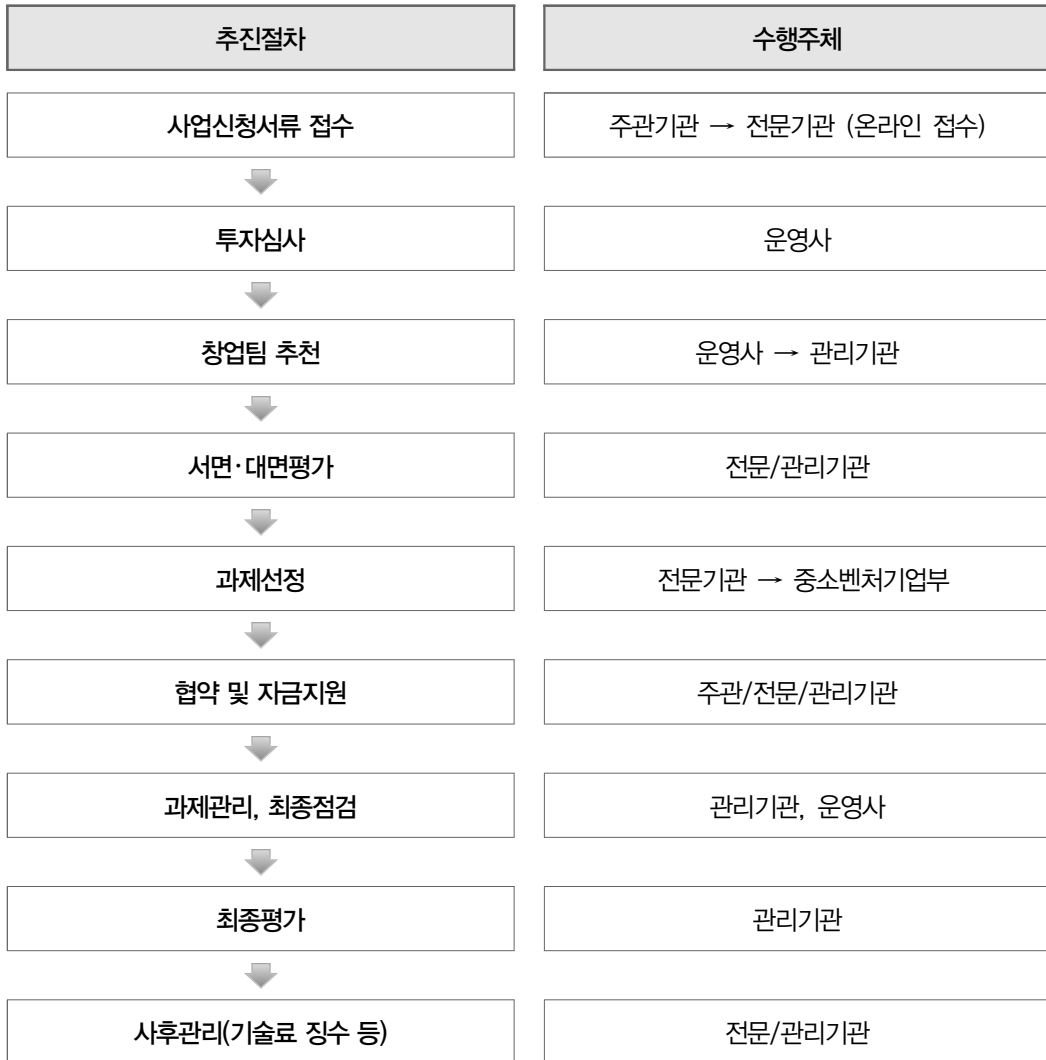 추진절차 수행주체
사업신청서류 접수 주관기관 → 전문기관 (온라인 접수)
투자심사 운영사
창업팀 추천 운영사 → 관리기관
서면·대면평가 전문/관리기관
과제선정 전문기관 → 중소벤처기업부
협약 및 자금지원 주관/전문/관리기관
과제관리, 최종점검 관리기관, 운영사
최종평가 관리기관
사후관리(기술료 징수 등) 전문/관리기관